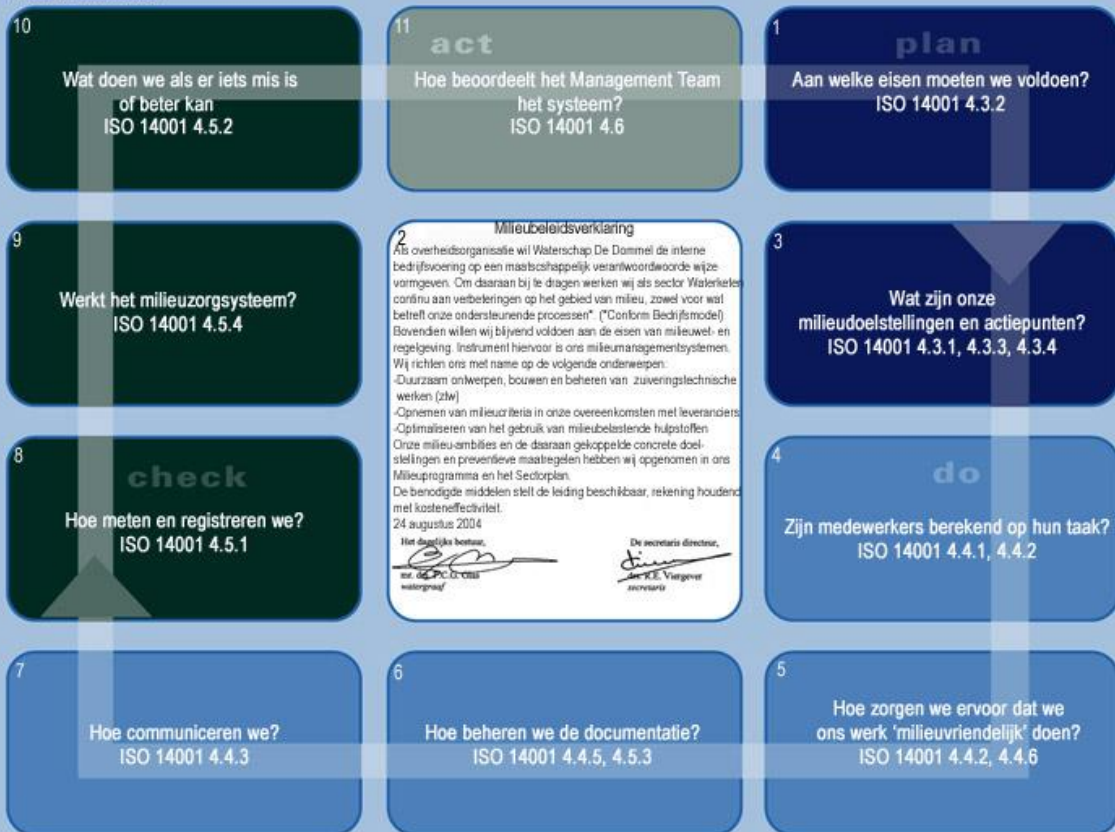 10
Wat doen we als er iets mis is
of beter kan
ISO 14001 4.5.2
11
act
Hoe beoordeelt het Management Team
het systeem?
ISO 14001 4.6
1
plan
Aan welke eisen moeten we voldoen?
ISO 14001 4.3.2
9
Werkt het milieuzorgsysteem?
ISO 14001 4.5.4
2
Milieubeleidsverklaring
Als overheidsorganisatie wil Waterschap De Dommel de interne
bedrijfsvoering op een maatscshappelijk verantwoordwoorde wijze
vormgeven. Om daaraan bij te dragen werken wij als sector Waterketen
continu aan verbeteringen op het gebied van milieu, zowel voor wat
betreft onze ondersteunende processen*. (*Conform Bedrijfsmodel)
Bovendien willen wij blijvend voldoen aan de eisen van milieuwet- en
regelgeving. Instrument hiervoor is ons milieumanagementsystemen.
Wij richten ons met name op de volgende onderwerpen:
-Duurzaam ontwerpen, bouwen en beheren van zuiveringstechnische
werken (ztw)
-Opnemen van milieucriteria in onze overeenkomsten met leveranciers
-Optimaliseren van het gebruik van milieubelastende hulpstoffen
Onze milieu-ambities en de daaraan gekoppelde concrete doel-
stellingen en preventieve maatregelen hebben wij opgenomen in ons
Milieuprogramma en het Sectorplan.
De benodigde middelen stelt de leiding beschikbaar, rekening houdend
met kosteneffectiviteit.
24 augustus 2004
Het dagelijks bestuur,
mr. drs. P.C.G. Glas
watergraaf
De secretaris directeur,
drs. R.E. Viergever
secretaris
3
Wat zijn onze
milieudoelstellingen en actiepunten?
ISO 14001 4.3.1, 4.3.3, 4.3.4
8
check
Hoe meten en registreren we?
ISO 14001 4.5.1
4
do
Zijn medewerkers berekend op hun taak?
ISO 14001 4.4.1, 4.4.2
7
Hoe communiceren we?
ISO 14001 4.4.3
6
Hoe beheren we de documentatie?
ISO 14001 4.4.5, 4.5.3
5
Hoe zorgen we ervoor dat we
ons werk 'milieuvriendelijk' doen?
ISO 14001 4.4.2, 4.4.6